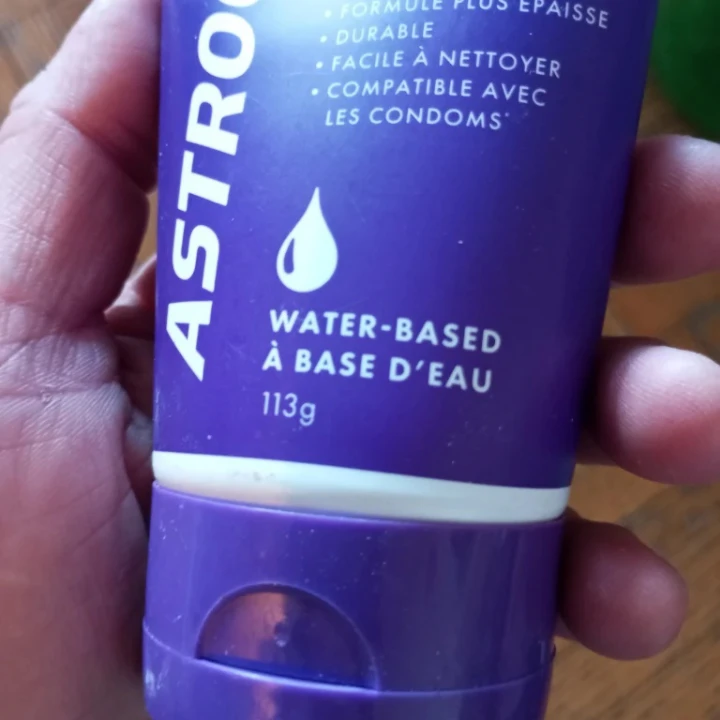 • FORMULE PLUS ÉPAISSE
• DURABLE
• FACILE À NETTOYER
• COMPATIBLE AVEC
LES CONDOMS*
ASTRO
WATER-BASED
À BASE D'EAU
113g